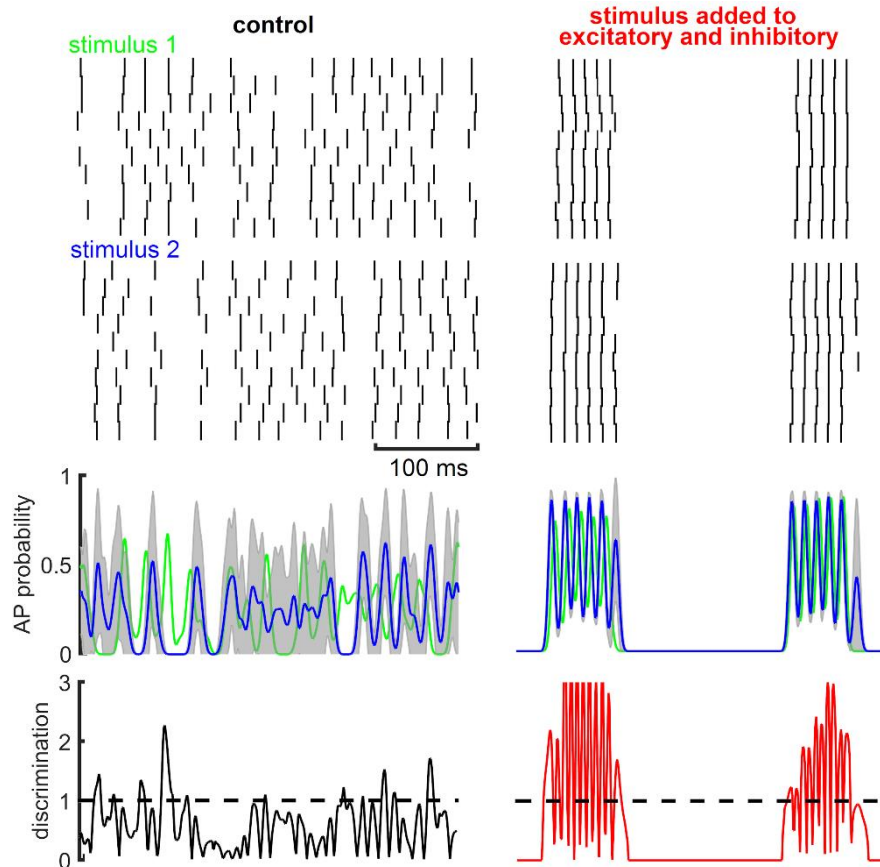 control
stimulus added to
excitatory and inhibitory
stimulus 1
stimulus 2
100 ms
AP probability
1
0.5
0
discrimination
3
2
1
0